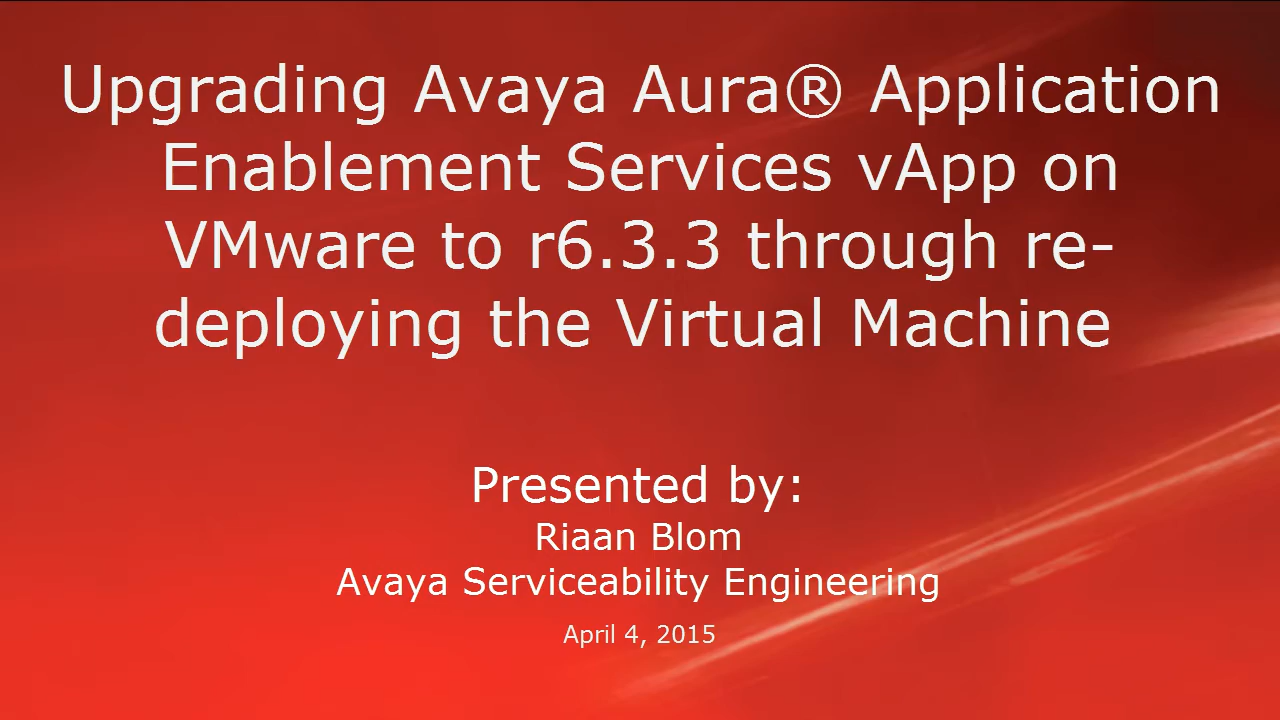 Upgrading Avaya Aura® Application
Enablement Services vApp on
VMware to r6.3.3 through re-
deploying the Virtual Machine
Presented by:
Riaan Blom
Avaya Serviceability Engineering
April 4, 2015